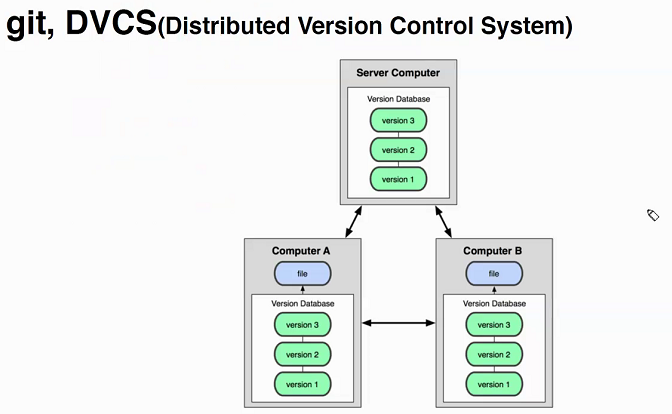 git, DVCS(Distributed Version Control System)
Server Computer
Version Database
version 3
version 2
version 1
Computer A
file
Version Database
version 3
version 2
version 1
Computer B
file
Version Database
version 3
version 2
version 1